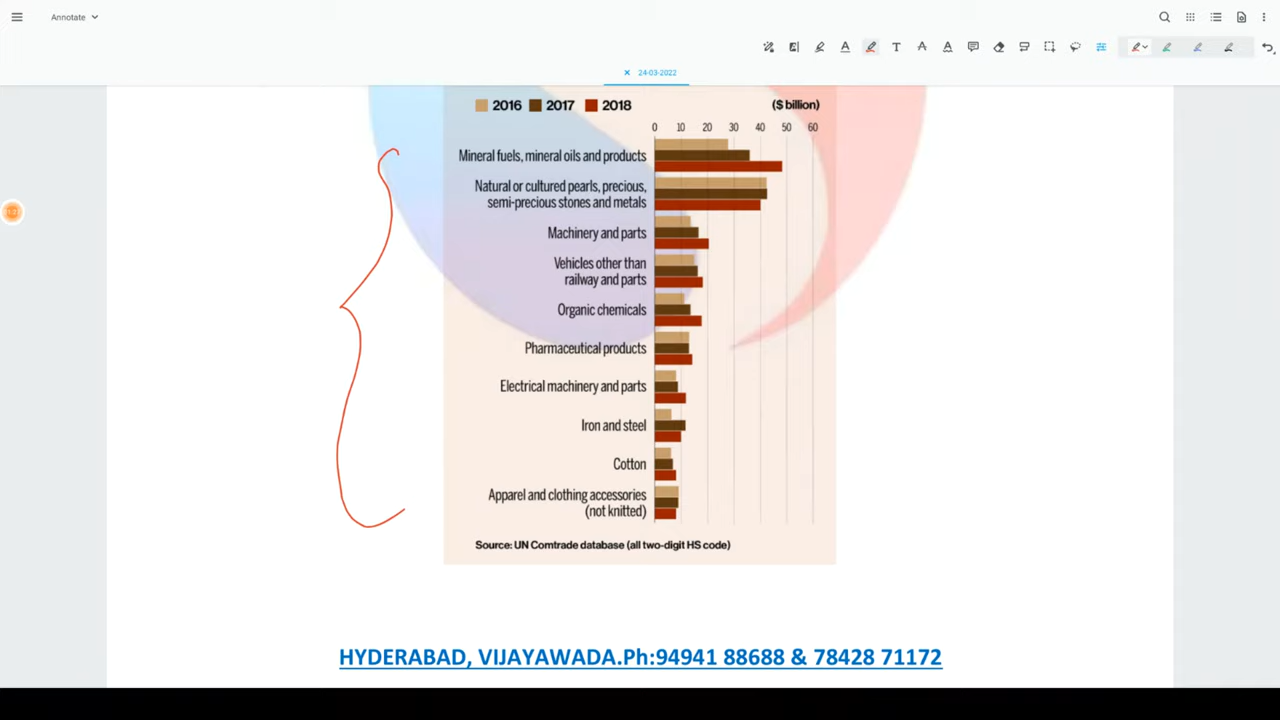 Annotate
24-03-2022
2016 2017 2018 ($ billion)
0 10 20 30 40 50 60
Mineral fuels, mineral oils and products
Natural or cultured pearls, precious,
semi-precious stones and metals
Machinery and parts
Vehicles other than
railway and parts
Organic chemicals
Pharmaceutical products
Electrical machinery and parts
Iron and steel
Cotton
Apparel and clothing accessories
(not knitted)
Source: UN Comtrade database (all two-digit HS code)
HYDERABAD, VIJAYAWADA.Ph:94941 88688 & 78428 71172